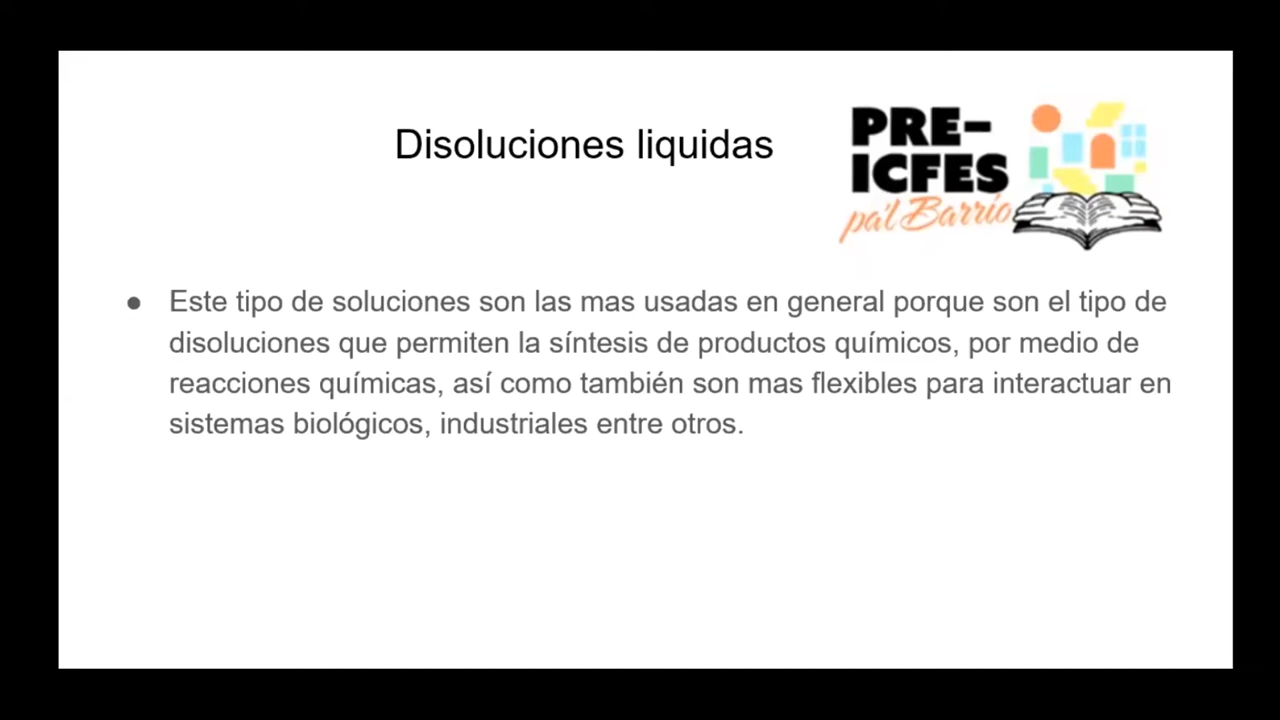 Disoluciones liquidas
PRE-
ICFES
pa'l Barrio
● Este tipo de soluciones son las mas usadas en general porque son el tipo de
disoluciones que permiten la síntesis de productos químicos, por medio de
reacciones químicas, así como también son mas flexibles para interactuar en
sistemas biológicos, industriales entre otros.